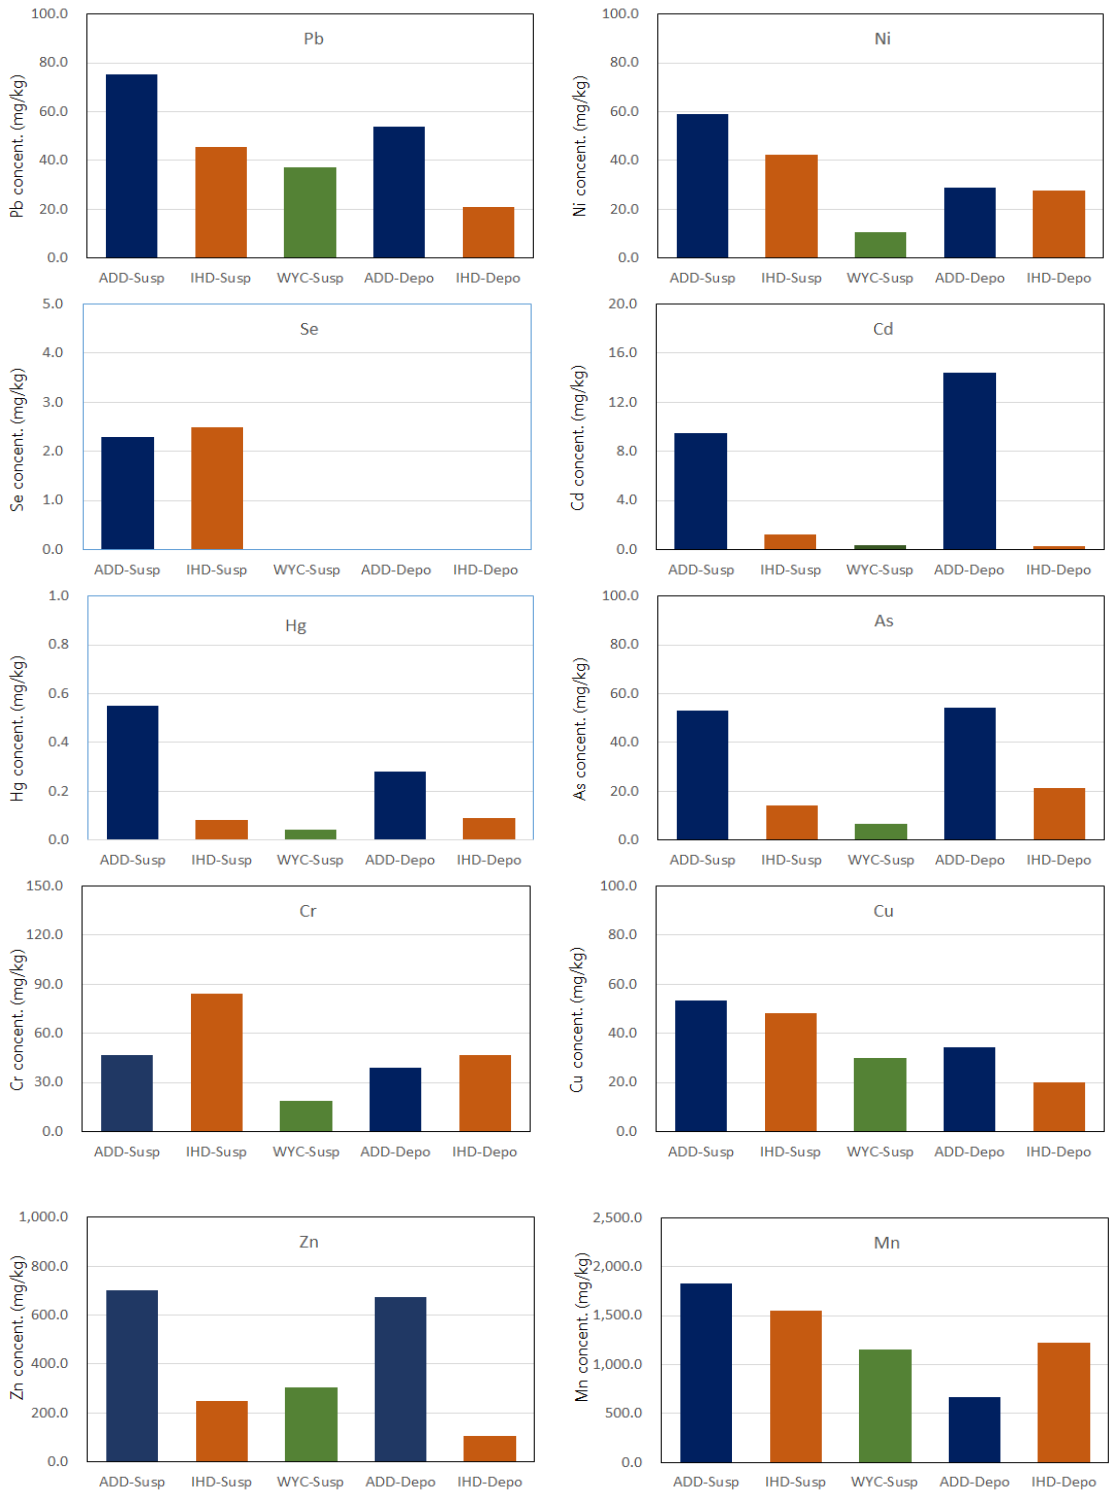 Pb
Pb concent. (mg/kg)
100.0
80.0
60.0
40.0
20.0
0.0
ADD-Susp IHD-Susp WYC-Susp ADD-Depo IHD-Depo
Ni
Ni concent. (mg/kg)
100.0
80.0
60.0
40.0
20.0
0.0
ADD-Susp IHD-Susp WYC-Susp ADD-Depo IHD-Depo
Se
Se concent. (mg/kg)
5.0
4.0
3.0
2.0
1.0
0.0
ADD-Susp IHD-Susp WYC-Susp ADD-Depo IHD-Depo
Cd
Cd concent. (mg/kg)
20.0
16.0
12.0
8.0
4.0
0.0
ADD-Susp IHD-Susp WYC-Susp ADD-Depo IHD-Depo
Hg
Hg concent. (mg/kg)
1.0
0.8
0.6
0.4
0.2
0.0
ADD-Susp IHD-Susp WYC-Susp ADD-Depo IHD-Depo
As
As concent. (mg/kg)
100.0
80.0
60.0
40.0
20.0
0.0
ADD-Susp IHD-Susp WYC-Susp ADD-Depo IHD-Depo
Cr
Cr concent. (mg/kg)
150.0
120.0
90.0
60.0
30.0
0.0
ADD-Susp IHD-Susp WYC-Susp ADD-Depo IHD-Depo
Cu
Cu concent. (mg/kg)
100.0
80.0
60.0
40.0
20.0
0.0
ADD-Susp IHD-Susp WYC-Susp ADD-Depo IHD-Depo
Zn
Zn concent. (mg/kg)
1,000.0
800.0
600.0
400.0
200.0
0.0
ADD-Susp IHD-Susp WYC-Susp ADD-Depo IHD-Depo
Mn
Mn concent. (mg/kg)
2,500.0
2,000.0
1,500.0
1,000.0
500.0
0.0
ADD-Susp IHD-Susp WYC-Susp ADD-Depo IHD-Depo